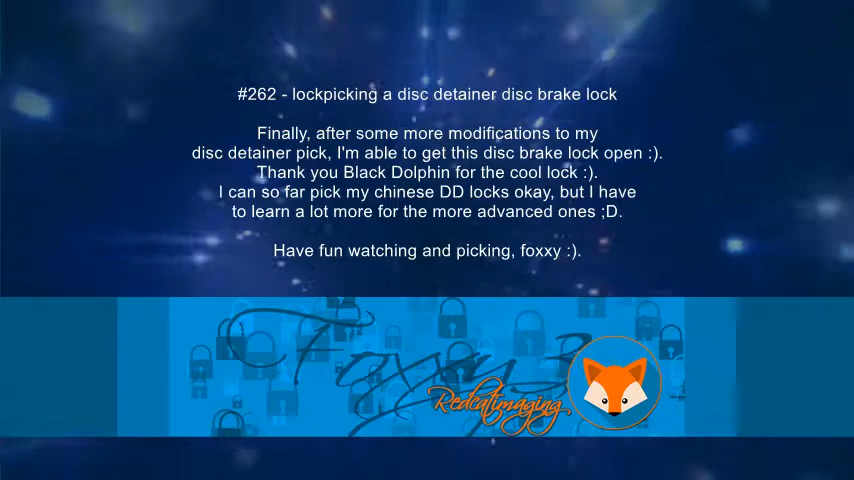 #262 - lockpicking a disc detainer disc brake lock
Finally, after some more modifications to my
disc detainer pick, I'm able to get this disc brake lock open :).
Thank you Black Dolphin for the cool lock :).
I can so far pick my chinese DD locks okay, but I have
to learn a lot more for the more advanced ones ;D.
Have fun watching and picking, foxxy :).
Foxxy 3
Redcatimaging